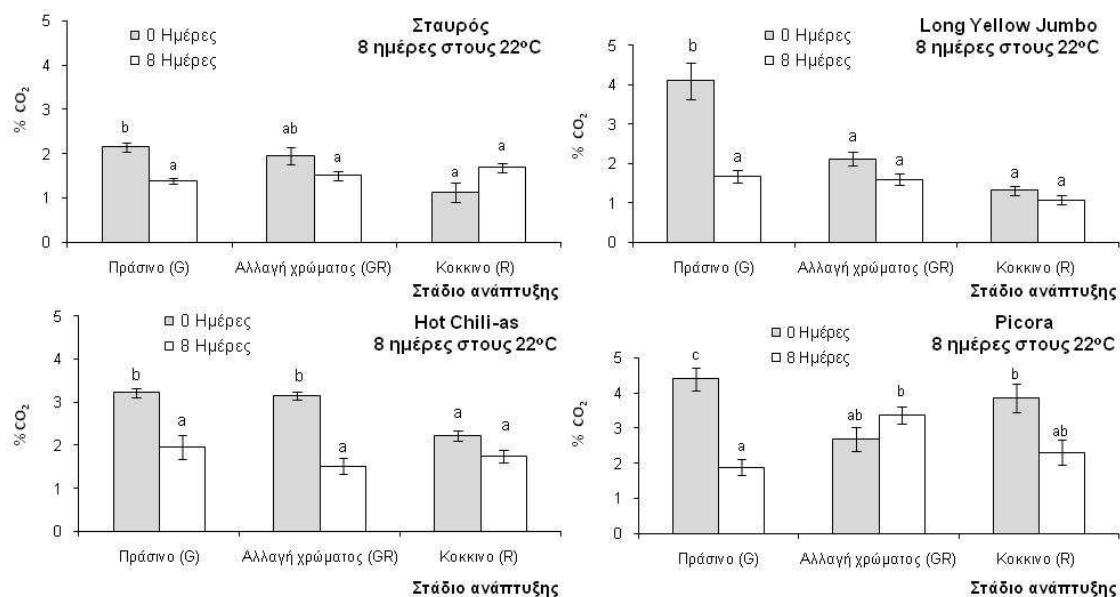 Σταυρός
8 ημέρες στους 22°C
0 Ημέρες
8 Ημέρες
% CO₂
5
4
3
2
1
0
b
a
ab
a
a
a
Πράσινο (G)
Αλλαγή χρώματος (GR)
Κοκκινο (R)
Στάδιο ανάπτυξης
Long Yellow Jumbo
8 ημέρες στους 22°C
0 Ημέρες
8 Ημέρες
% CO₂
5
4
3
2
1
0
b
a
a
a
a
a
Πράσινο (G)
Αλλαγή χρώματος (GR)
Κοκκινο (R)
Στάδιο ανάπτυξης
Hot Chili-as
8 ημέρες στους 22°C
0 Ημέρες
8 Ημέρες
% CO₂
5
4
3
2
1
0
b
a
b
a
a
a
Πράσινο (G)
Αλλαγή χρώματος (GR)
Κοκκινο (R)
Στάδιο ανάπτυξης
Picora
8 ημέρες στους 22°C
0 Ημέρες
8 Ημέρες
% CO₂
5
4
3
2
1
0
c
a
ab
b
b
ab
Πράσινο (G)
Αλλαγή χρώματος (GR)
Κοκκινο (R)
Στάδιο ανάπτυξης